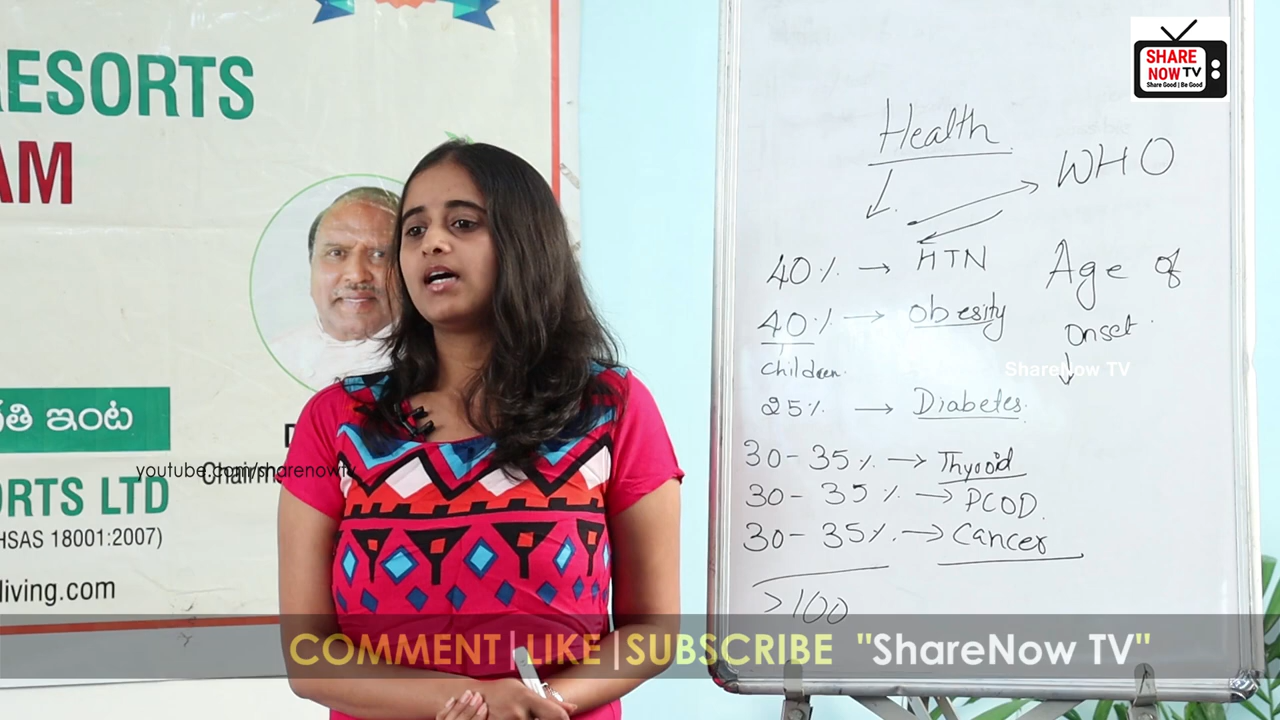 RESORTS
AM
తి ఇంట
Chairm
ORTS LTD
HSAS 18001:2007)
living.com
youtube.com/sharenowtv
SHARE
NOW TV
Share Good | Be Good
Health
WHO
40% → HTN
40% → obesity
children.
25% → Diabetes.
30-35% → Thyroid
30-35% → PCOD.
30-35% → Cancer
>100
Age of
onset.
ShareNow TV
COMMENT|LIKE|SUBSCRIBE "ShareNow TV"